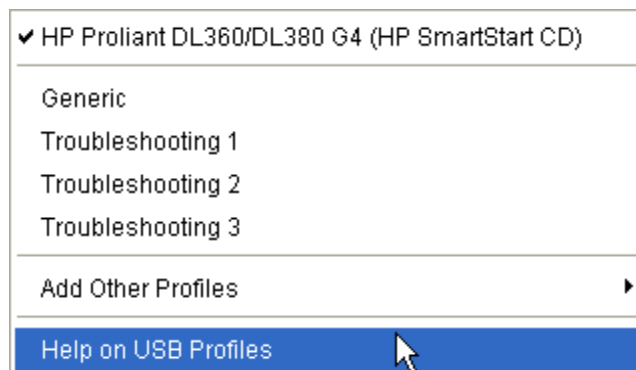 HP Proliant DL360/DL380 G4 (HP SmartStart CD)
Generic
Troubleshooting 1
Troubleshooting 2
Troubleshooting 3
Add Other Profiles
Help on USB Profiles